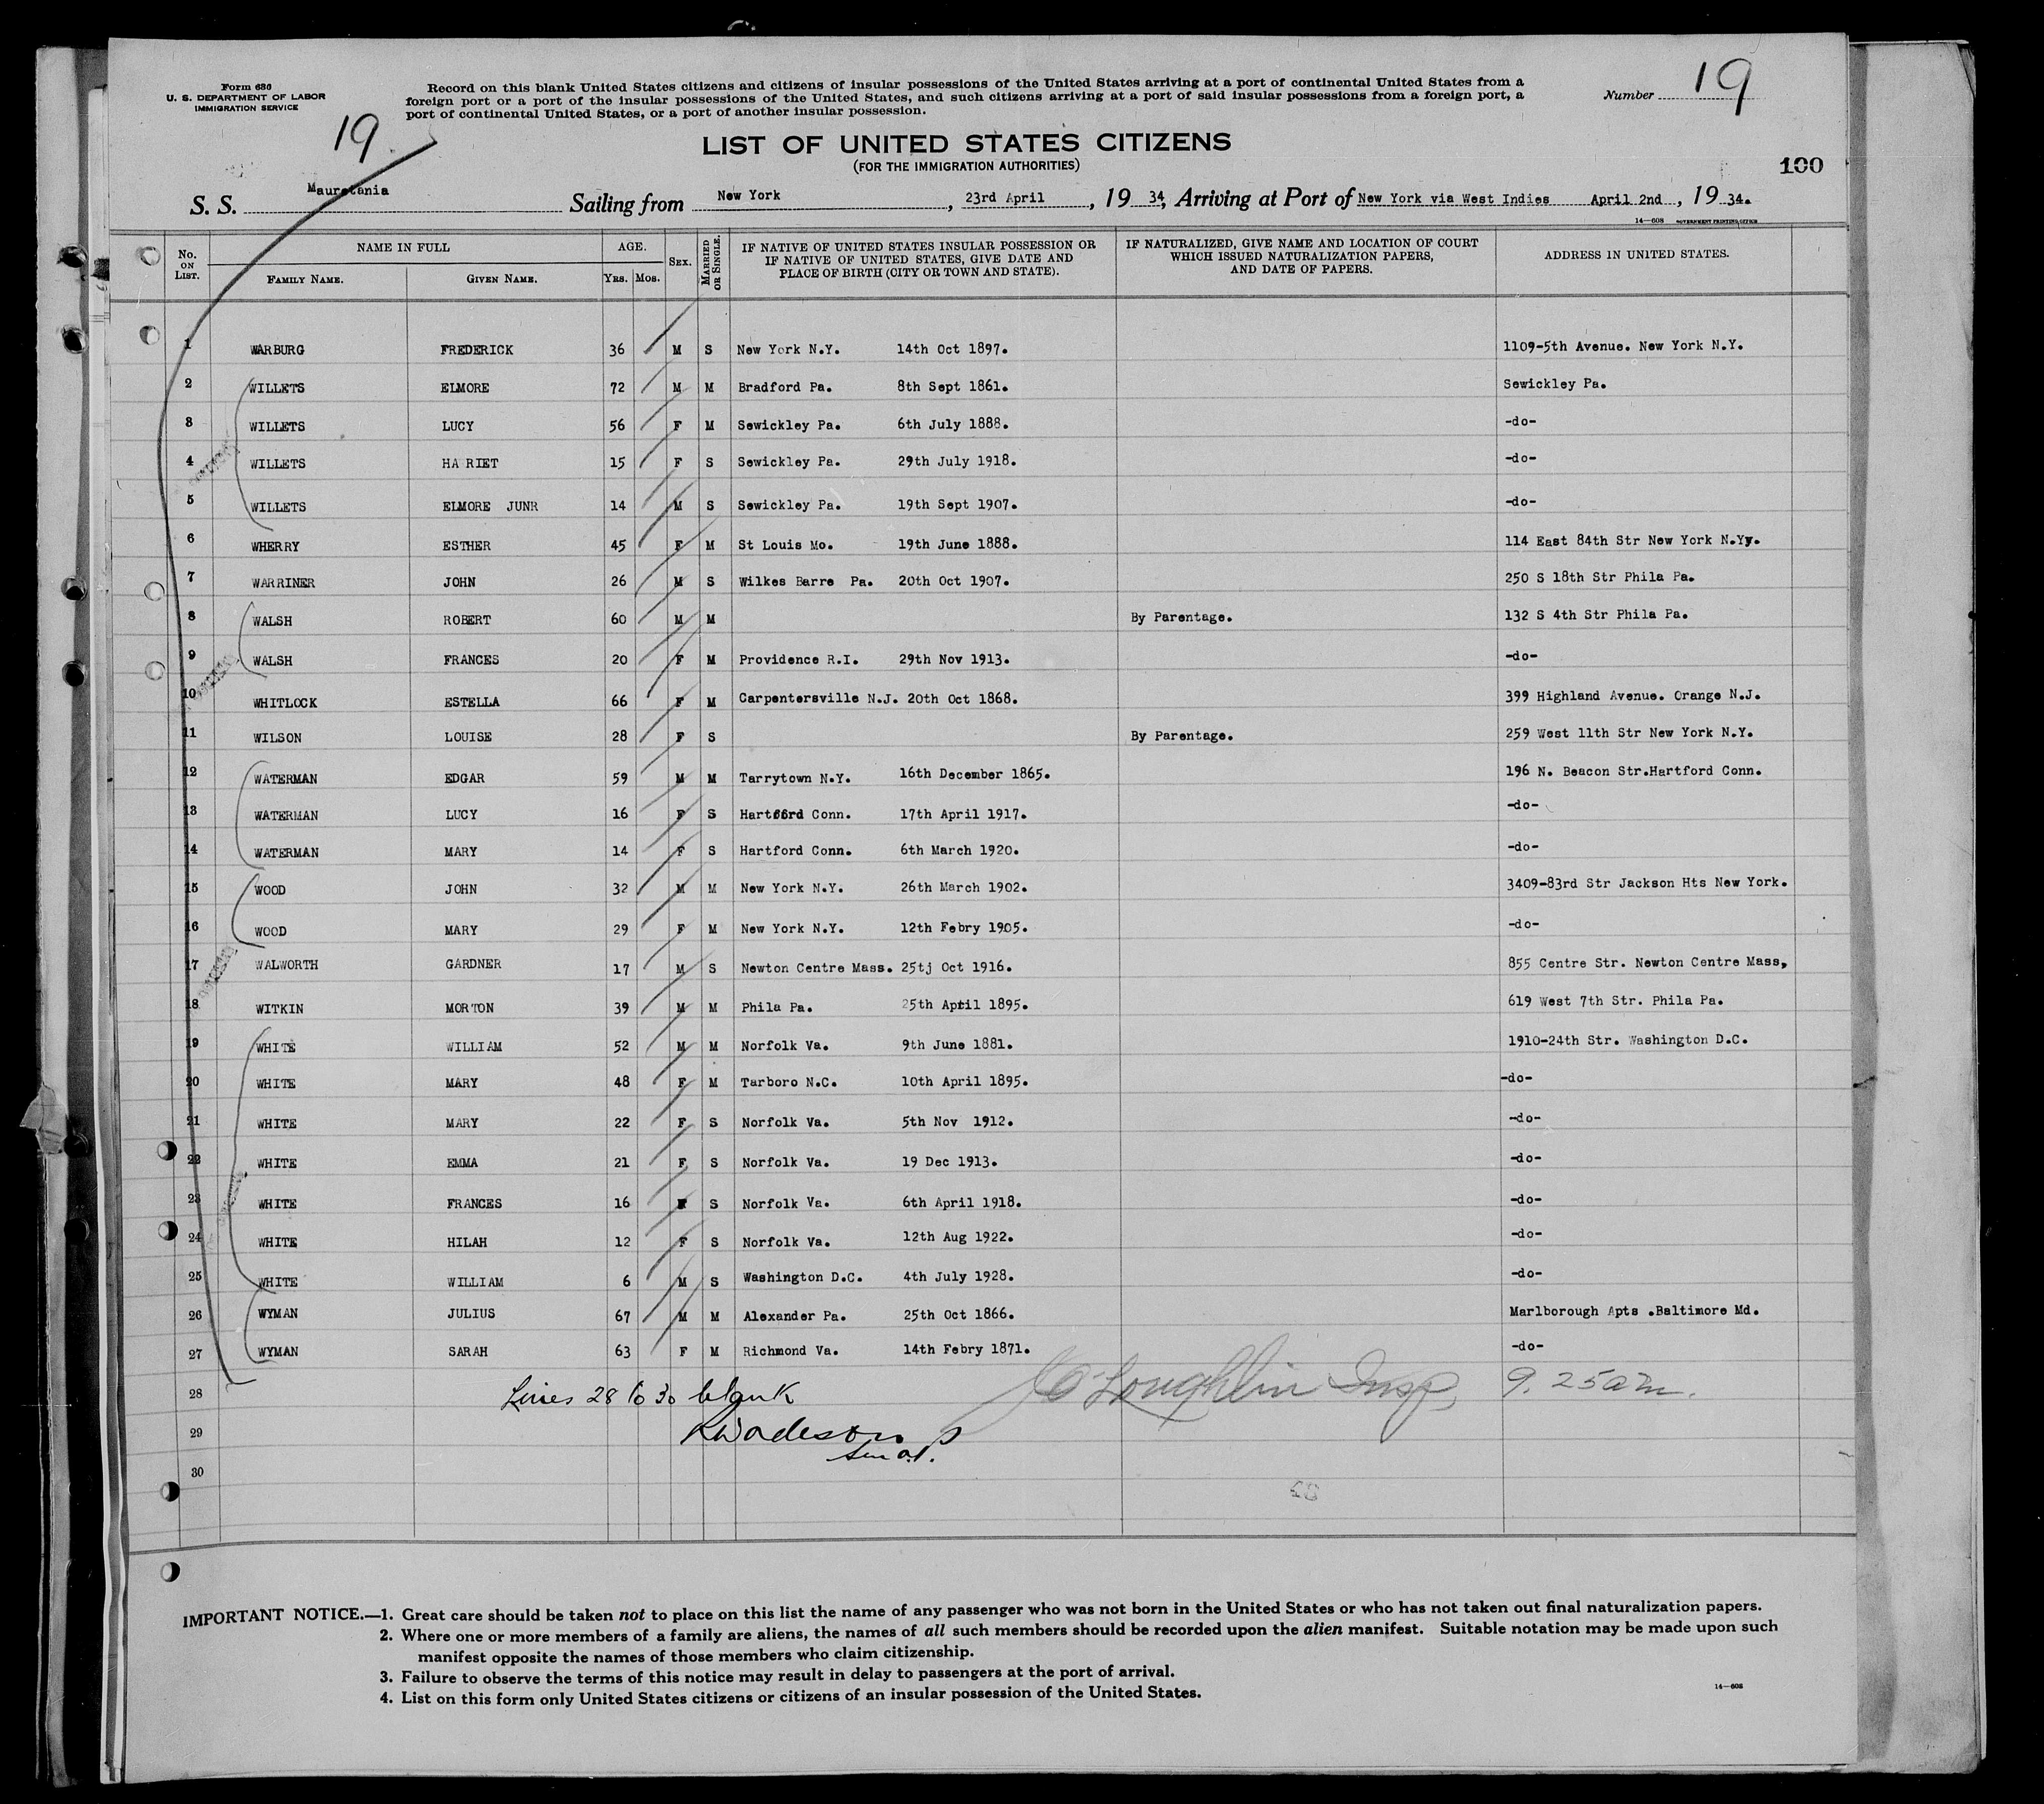 Form 686
U. S. DEPARTMENT OF LABOR
IMMIGRATION SERVICE
Record on this blank United States citizens and citizens of insular possessions of the United States arriving at a port of continental United States from a
foreign port or a port of the insular possessions of the United States, and such citizens arriving at a port of said insular possessions from a foreign port, a
port of continental United States, or a port of another insular possession.
Number 19
19
LIST OF UNITED STATES CITIZENS
(FOR THE IMMIGRATION AUTHORITIES)
100
S. S. Mauretania Sailing from New York, 23rd April, 19 34, Arriving at Port of New York via West Indies April 2nd, 19 34.
14—608 GOVERNMENT PRINTING OFFICE
No. ON LIST. NAME IN FULL FAMILY NAME. GIVEN NAME. AGE. YRS. MOS. SEX. MARRIED OR SINGLE. IF NATIVE OF UNITED STATES INSULAR POSSESSION OR IF NATIVE OF UNITED STATES, GIVE DATE AND PLACE OF BIRTH (CITY OR TOWN AND STATE). IF NATURALIZED, GIVE NAME AND LOCATION OF COURT WHICH ISSUED NATURALIZATION PAPERS, AND DATE OF PAPERS. ADDRESS IN UNITED STATES.
1 WARBURG FREDERICK 36 M S New York N.Y. 14th Oct 1897. 1109-5th Avenue. New York N.Y.
2 WILLETS ELMORE 72 M M Bradford Pa. 8th Sept 1861. Sewickley Pa.
3 WILLETS LUCY 56 F M Sewickley Pa. 6th July 1888. -do-
4 WILLETS HA RIET 15 F S Sewickley Pa. 29th July 1918. -do-
5 WILLETS ELMORE JUNR 14 M S Sewickley Pa. 19th Sept 1907. -do-
6 WHERRY ESTHER 45 F M St Louis Mo. 19th June 1888. 114 East 84th Str New York N.Yy.
7 WARRINER JOHN 26 M S Wilkes Barre Pa. 20th Oct 1907. 250 S 18th Str Phila Pa.
8 WALSH ROBERT 60 M M By Parentage. 132 S 4th Str Phila Pa.
9 WALSH FRANCES 20 F M Providence R.I. 29th Nov 1913. -do-
10 WHITLOCK ESTELLA 66 F M Carpentersville N.J. 20th Oct 1868. 399 Highland Avenue. Orange N.J.
11 WILSON LOUISE 28 F S By Parentage. 259 West 11th Str New York N.Y.
12 WATERMAN EDGAR 59 M M Tarrytown N.Y. 16th December 1865. 196 N. Beacon Str.Hartford Conn.
13 WATERMAN LUCY 16 F S Hartford Conn. 17th April 1917. -do-
14 WATERMAN MARY 14 F S Hartford Conn. 6th March 1920. -do-
15 WOOD JOHN 32 M M New York N.Y. 26th March 1902. 3409-83rd Str Jackson Hts New York.
16 WOOD MARY 29 F M New York N.Y. 12th Febry 1905. -do-
17 WALWORTH GARDNER 17 M S Newton Centre Mass. 25tj Oct 1916. 855 Centre Str. Newton Centre Mass,
18 WITKIN MORTON 39 M M Phila Pa. 25th April 1895. 619 West 7th Str. Phila Pa.
19 WHITE WILLIAM 52 M M Norfolk Va. 9th June 1881. 1910-24th Str. Washington D.C.
20 WHITE MARY 48 F M Tarboro N.C. 10th April 1895. -do-
21 WHITE MARY 22 F S Norfolk Va. 5th Nov 1912. -do-
22 WHITE EMMA 21 F S Norfolk Va. 19 Dec 1913. -do-
23 WHITE FRANCES 16 F S Norfolk Va. 6th April 1918. -do-
24 WHITE HILAH 12 F S Norfolk Va. 12th Aug 1922. -do-
25 WHITE WILLIAM 6 M S Washington D.C. 4th July 1928. -do-
26 WYMAN JULIUS 67 M M Alexander Pa. 25th Oct 1866. Marlborough Apts .Baltimore Md.
27 WYMAN SARAH 63 F M Richmond Va. 14th Febry 1871. -do-
28 Lines 28 to 30 blank O'Loughlin Insp 9.25am.
29
30
IMPORTANT NOTICE.—1. Great care should be taken not to place on this list the name of any passenger who was not born in the United States or who has not taken out final naturalization papers.
2. Where one or more members of a family are aliens, the names of all such members should be recorded upon the alien manifest. Suitable notation may be made upon such
manifest opposite the names of those members who claim citizenship.
3. Failure to observe the terms of this notice may result in delay to passengers at the port of arrival.
4. List on this form only United States citizens or citizens of an insular possession of the United States.
14—608